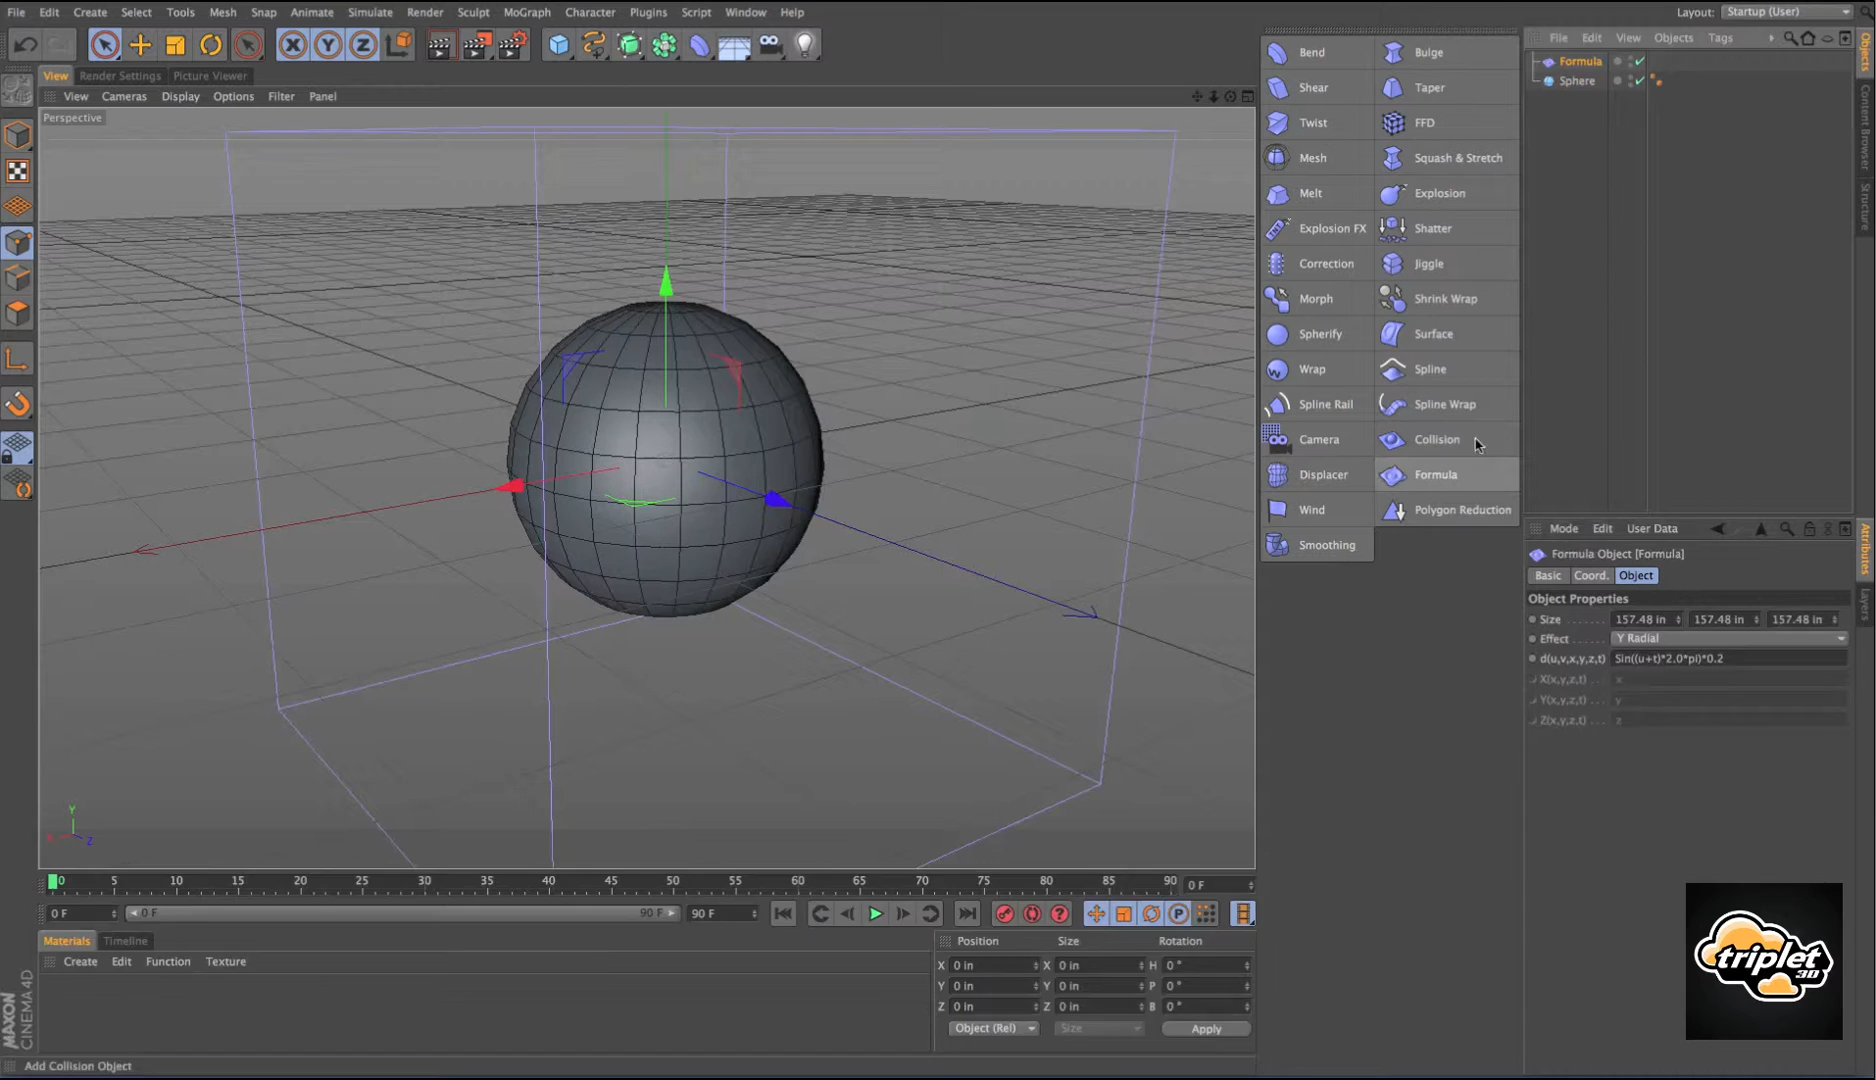 File Edit Create Select Tools Mesh Snap Animate Simulate Render Sculpt MoGraph Character Plugins Script Window Help Layout: Startup (User)
X Y Z
File Edit View Objects Tags
View Render Settings Picture Viewer
View Cameras Display Options Filter Panel
Perspective
Bend Bulge
Shear Taper
Twist FFD
Mesh Squash & Stretch
Melt Explosion
Explosion FX Shatter
Correction Jiggle
Morph Shrink Wrap
Spherify Surface
Wrap Spline
Spline Rail Spline Wrap
Camera Collision
Displacer Formula
Wind Polygon Reduction
Smoothing
Formula
Sphere
Objects
Content Browser
Structure
Attributes
Layers
Mode Edit User Data
Formula Object [Formula]
Basic Coord. Object
Object Properties
Size 157.48 in 157.48 in 157.48 in
Effect Y Radial
d(u,v,x,y,z,t) Sin((u+t)*2.0*pi)*0.2
X(x,y,z,t) x
Y(x,y,z,t) y
Z(x,y,z,t) z
Y
X Z
0 5 10 15 20 25 30 35 40 45 50 55 60 65 70 75 80 85 90 0 F
0 F 0 F 90 F 90 F P
Materials Timeline
Create Edit Function Texture
Position Size Rotation
X 0 in X 0 in H 0 °
Y 0 in Y 0 in P 0 °
Z 0 in Z 0 in B 0 °
Object (Rel) Size Apply
MAXON
CINEMA 4D
Add Collision Object
triplet
3D